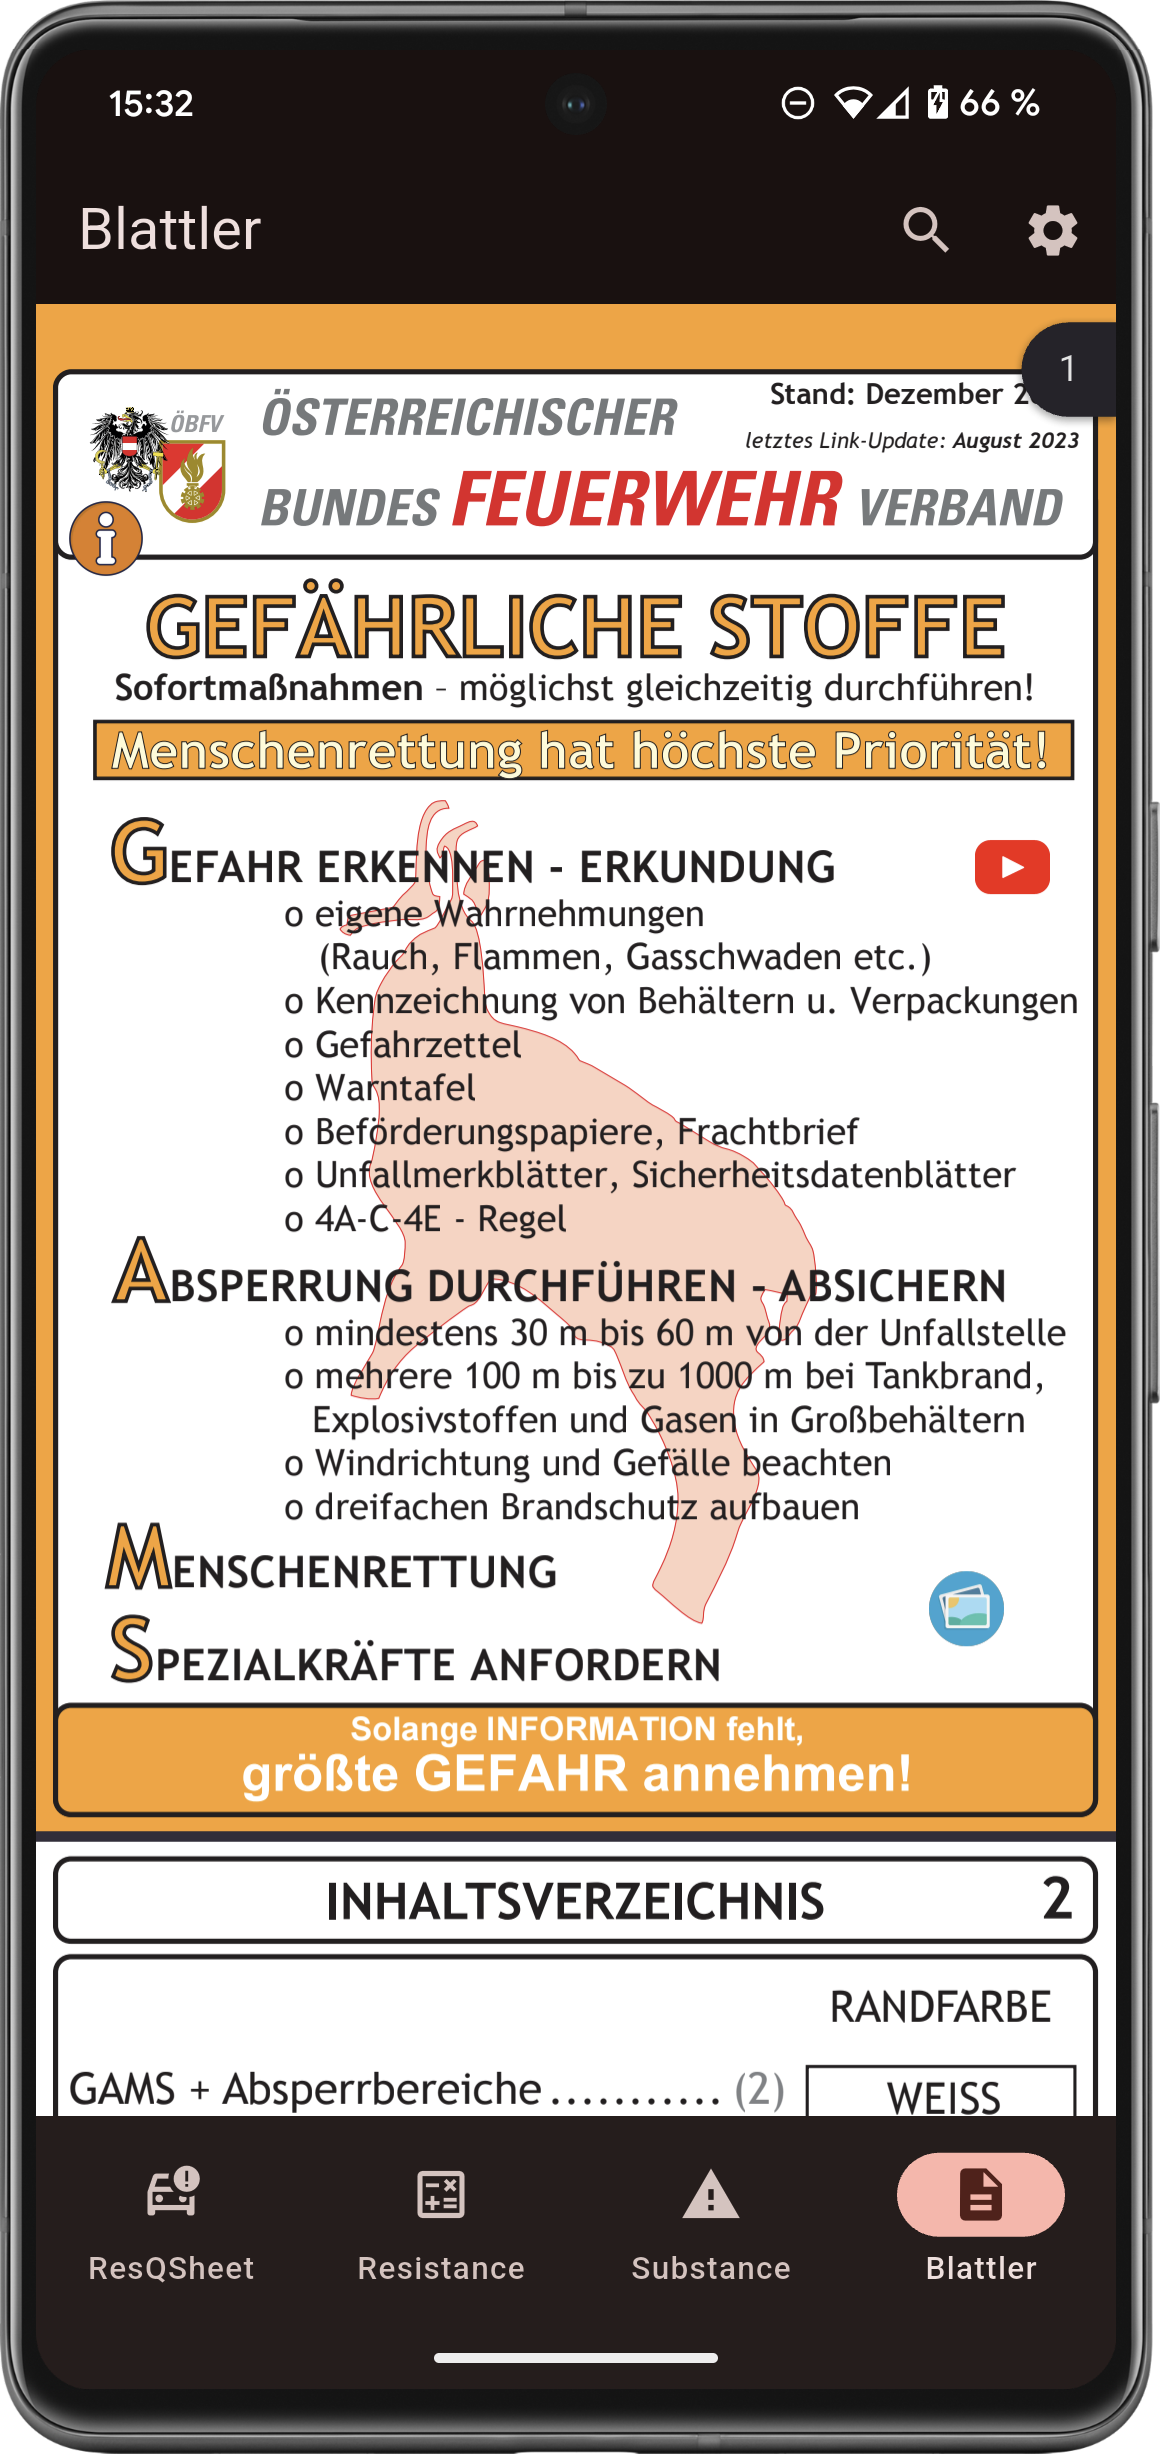 15:32
66 %
Blattler
1
Stand: Dezember
letztes Link-Update: August 2023
ÖBFV
ÖSTERREICHISCHER
BUNDES FEUERWEHR VERBAND
GEFÄHRLICHE STOFFE
Sofortmaßnahmen - möglichst gleichzeitig durchführen!
Menschenrettung hat höchste Priorität!
GEFAHR ERKENNEN - ERKUNDUNG
o eigene Wahrnehmungen
(Rauch, Flammen, Gasschwaden etc.)
o Kennzeichnung von Behältern u. Verpackungen
o Gefahrzettel
o Warntafel
o Beförderungspapiere, Frachtbrief
o Unfallmerkblätter, Sicherheitsdatenblätter
o 4A-C-4E - Regel
ABSPERRUNG DURCHFÜHREN - ABSICHERN
o mindestens 30 m bis 60 m von der Unfallstelle
o mehrere 100 m bis zu 1000 m bei Tankbrand,
Explosivstoffen und Gasen in Großbehältern
o Windrichtung und Gefälle beachten
o dreifachen Brandschutz aufbauen
MENSCHENRETTUNG
SPEZIALKRÄFTE ANFORDERN
Solange INFORMATION fehlt,
größte GEFAHR annehmen!
INHALTSVERZEICHNIS 2
RANDFARBE
GAMS + Absperrbereiche........... (2) WEISS
ResQSheet
Resistance
Substance
Blattler